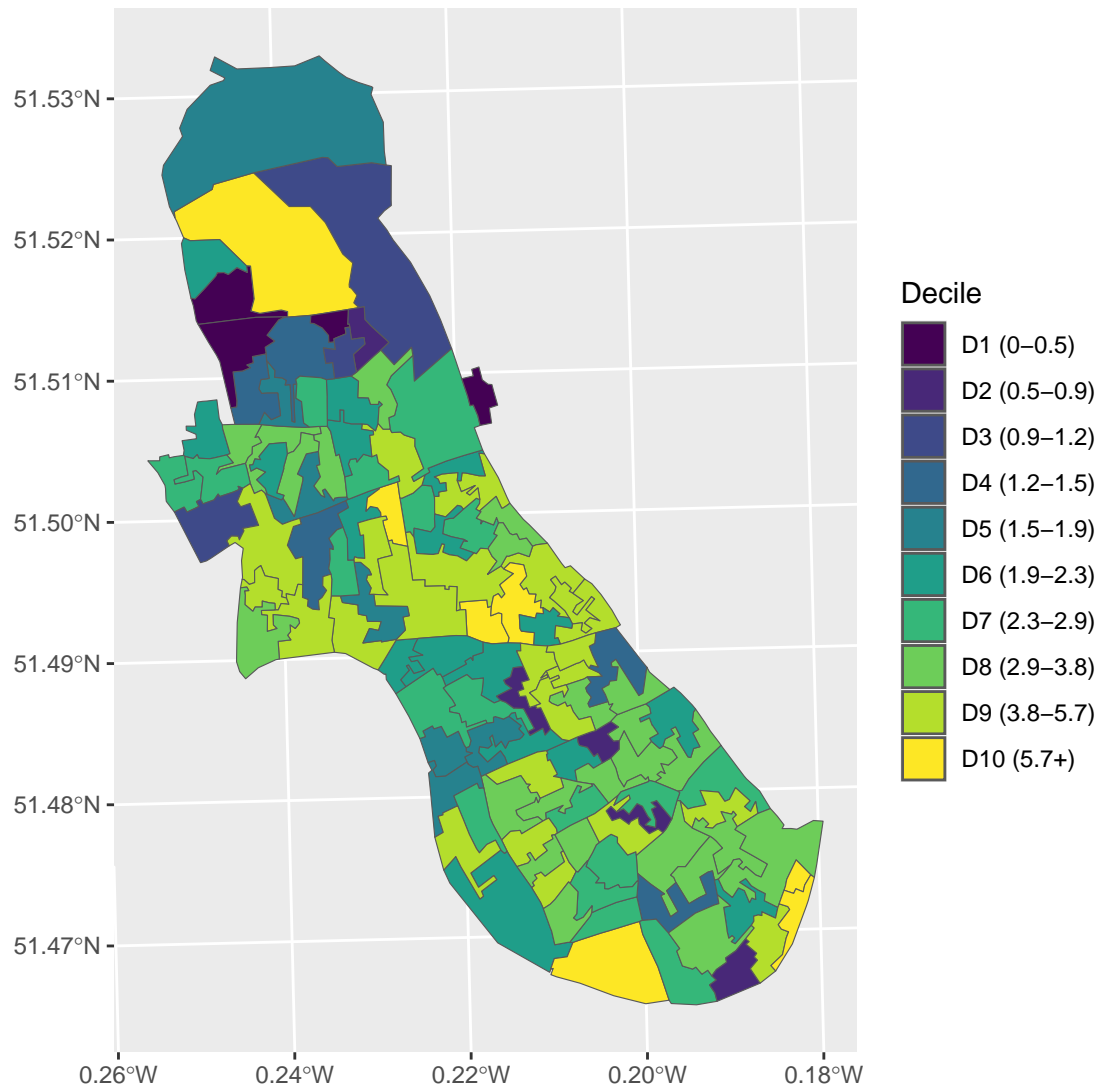 51.53°N
51.52°N
51.51°N
51.50°N
51.49°N
51.48°N
51.47°N
0.26°W
0.24°W
0.22°W
0.20°W
0.18°W
Decile
D1 (0–0.5)
D2 (0.5–0.9)
D3 (0.9–1.2)
D4 (1.2–1.5)
D5 (1.5–1.9)
D6 (1.9–2.3)
D7 (2.3–2.9)
D8 (2.9–3.8)
D9 (3.8–5.7)
D10 (5.7+)